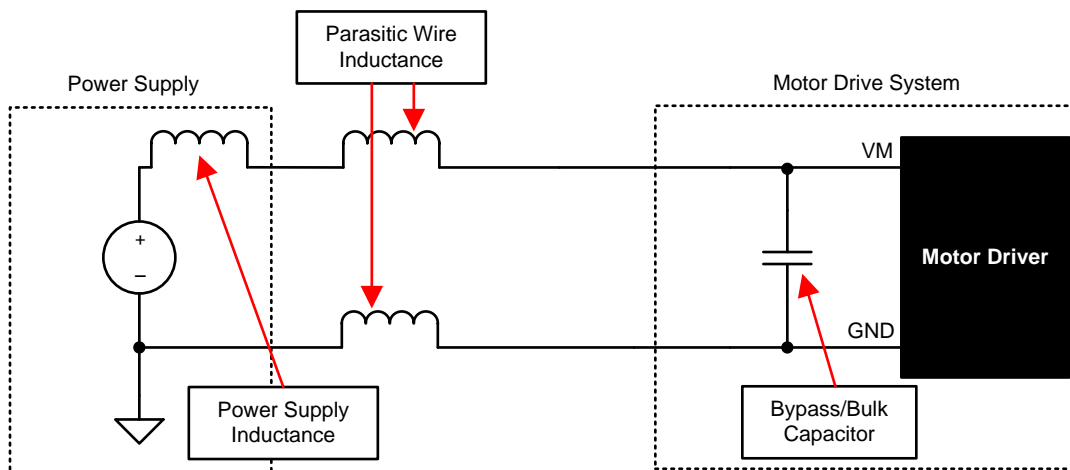 Parasitic Wire
Inductance
Power Supply
Motor Drive System
VM
+
–
Motor Driver
GND
Power Supply
Inductance
Bypass/Bulk
Capacitor